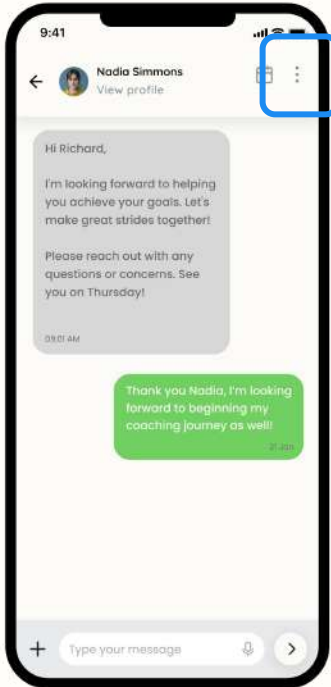 9:41
Nadia Simmons
View profile
Hi Richard,
I'm looking forward to helping
you achieve your goals. Let's
make great strides together!
Please reach out with any
questions or concerns. See
you on Thursday!
09:01 AM
Thank you Nadia, I'm looking
forward to beginning my
coaching journey as well!
21 Jan
Type your message